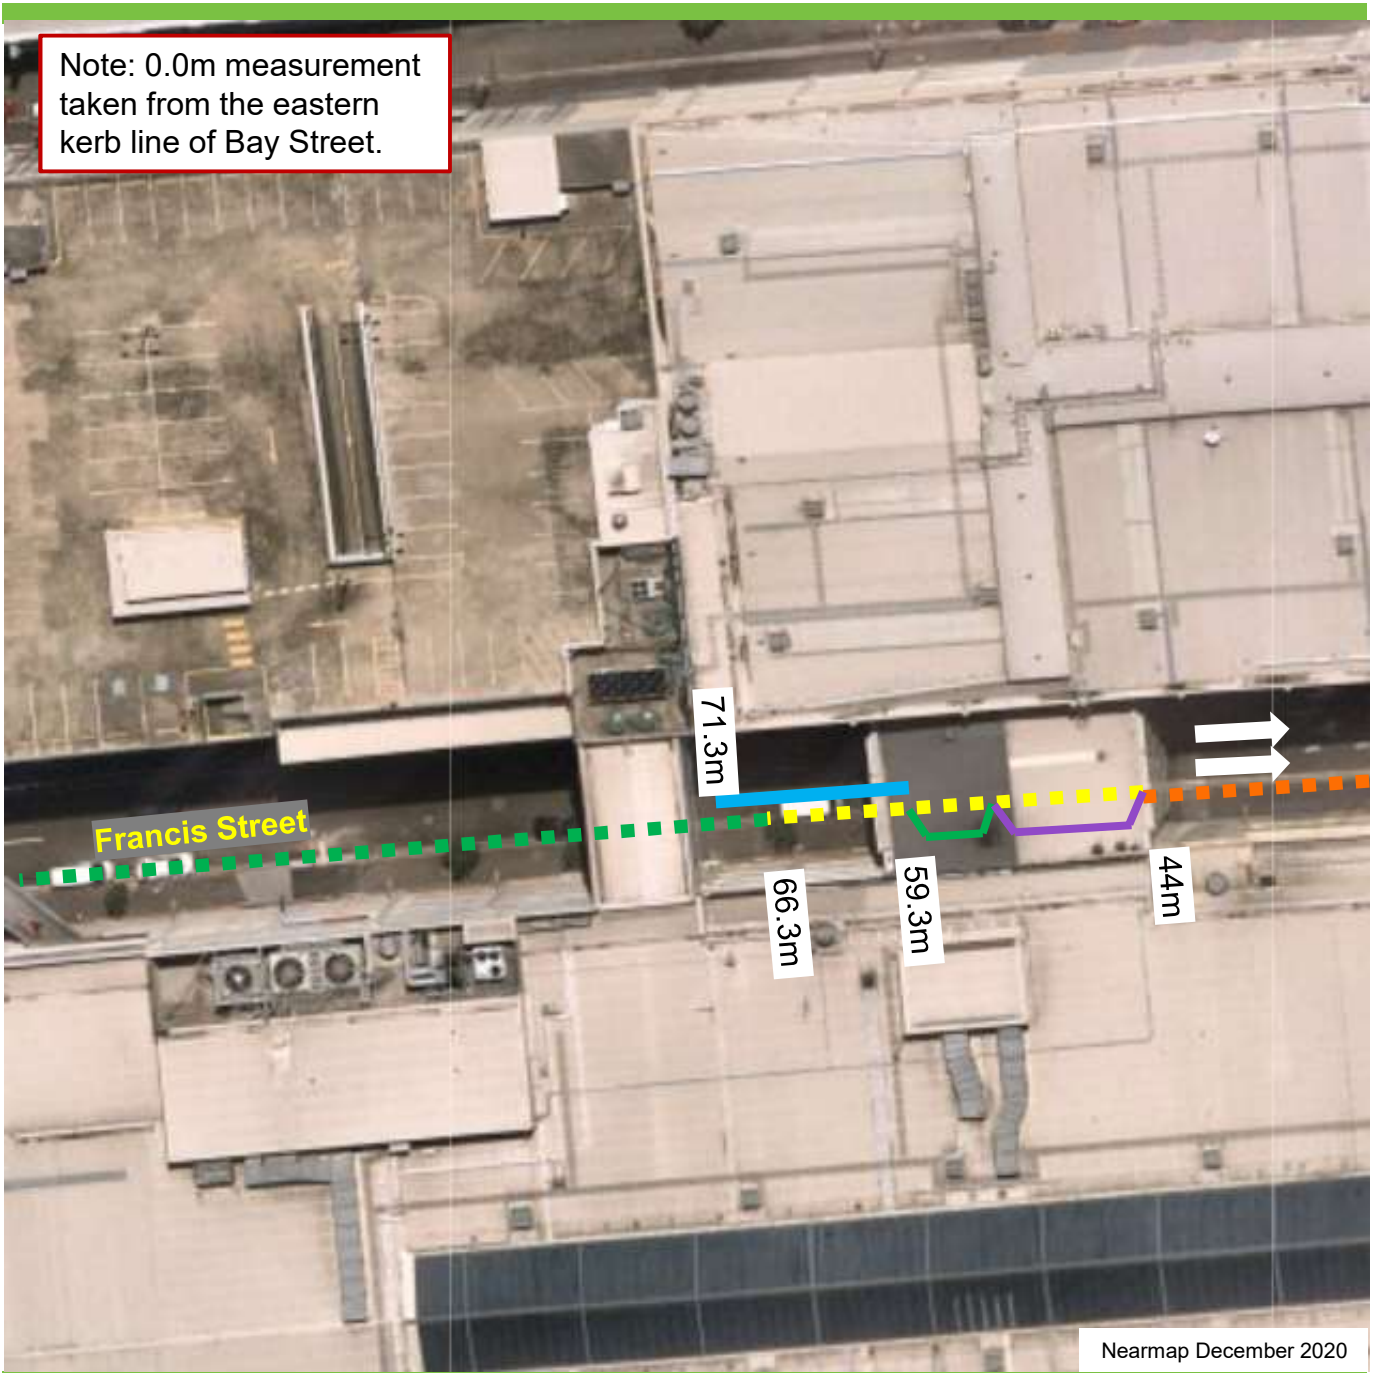 Note: 0.0m measurement
taken from the eastern
kerb line of Bay Street.
71.3m
Francis Street
66.3m
59.3m
44m
Nearmap December 2020